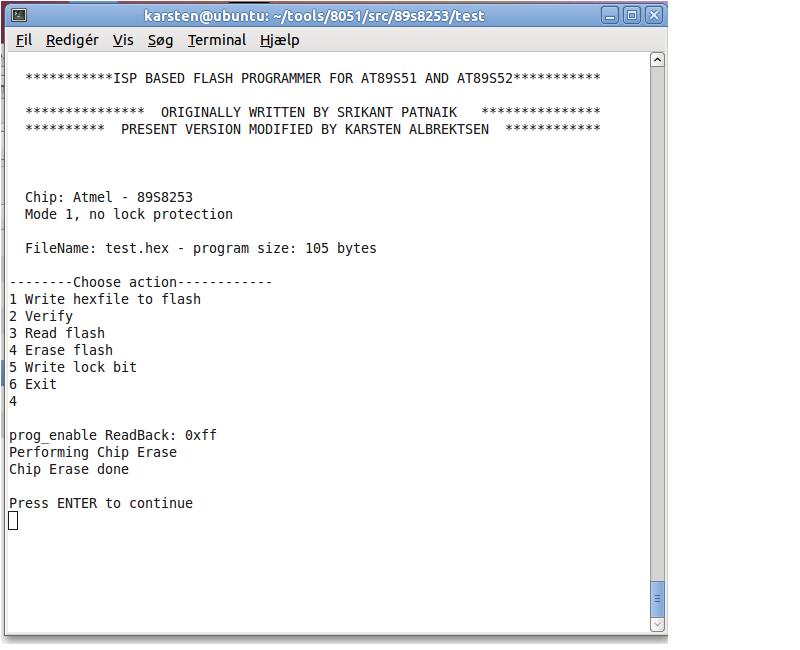 karsten@ubuntu: ~/tools/8051/src/89s8253/test
Fil Redigér Vis Søg Terminal Hjælp
***********ISP BASED FLASH PROGRAMMER FOR AT89S51 AND AT89S52***********
*************** ORIGINALLY WRITTEN BY SRIKANT PATNAIK ***************
********** PRESENT VERSION MODIFIED BY KARSTEN ALBREKTSEN ************
Chip: Atmel - 89S8253
Mode 1, no lock protection
FileName: test.hex - program size: 105 bytes
--------Choose action------------
1 Write hexfile to flash
2 Verify
3 Read flash
4 Erase flash
5 Write lock bit
6 Exit
4
prog_enable ReadBack: 0xff
Performing Chip Erase
Chip Erase done
Press ENTER to continue